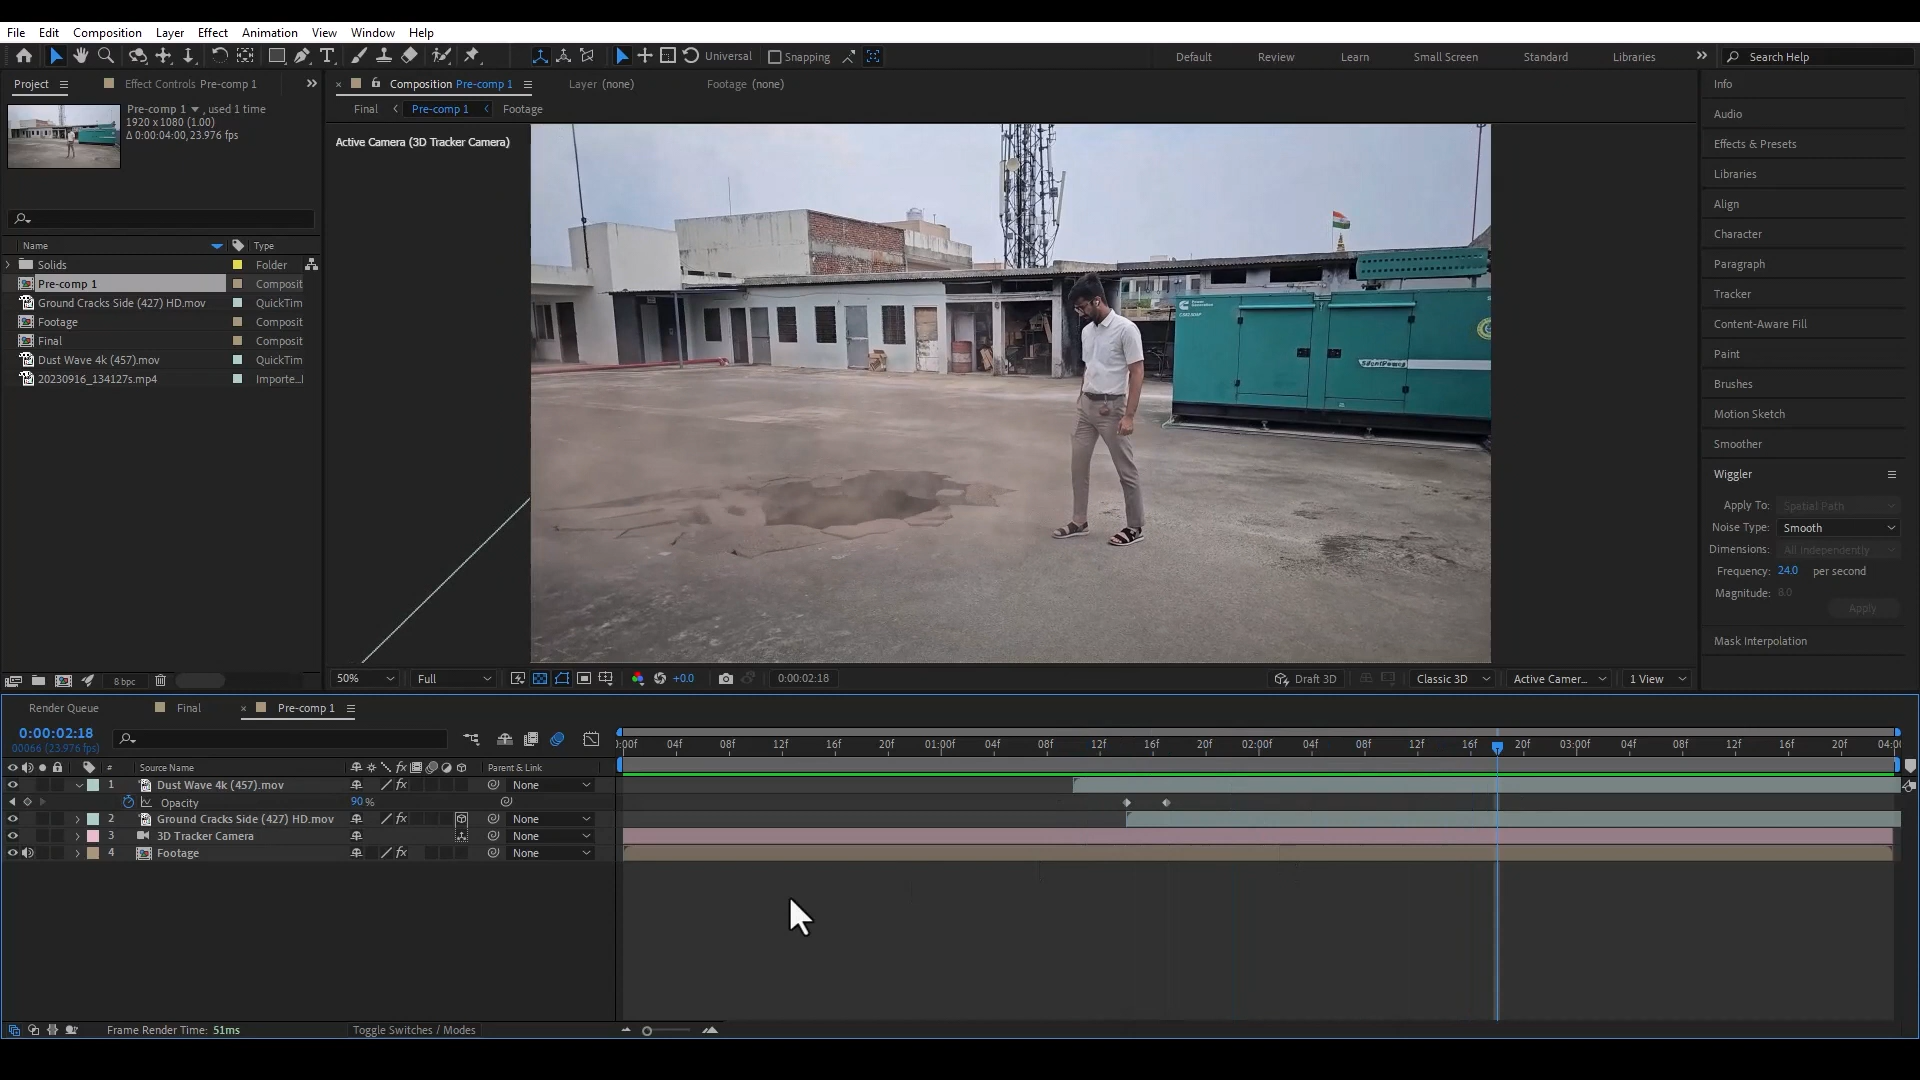 File Edit Composition Layer Effect Animation View Window Help
Universal Snapping Default Review Learn Small Screen Standard Libraries Search Help
Project Effect Controls Pre-comp 1
Pre-comp 1 , used 1 time
1920 x 1080 (1.00)
Δ 0:00:04:00, 23.976 fps
Name Type
Solids Folder
Pre-comp 1 Composit
Ground Cracks Side (427) HD.mov QuickTim
Footage Composit
Final Composit
Dust Wave 4k (457).mov QuickTim
20230916_134127s.mp4 Importe...l
8 bpc
Composition Pre-comp 1 Layer (none) Footage (none)
Final Pre-comp 1 Footage
Active Camera (3D Tracker Camera)
50% Full +0.0 0:00:02:18 Draft 3D Classic 3D Active Camer... 1 View
Info
Audio
Effects & Presets
Libraries
Align
Character
Paragraph
Tracker
Content-Aware Fill
Paint
Brushes
Motion Sketch
Smoother
Wiggler
Apply To: Spatial Path
Noise Type: Smooth
Dimensions: All Independently
Frequency: 24.0 per second
Magnitude: 8.0
Apply
Mask Interpolation
Render Queue Final Pre-comp 1
0:00:02:18
00066 (23.976 fps)
:00f 04f 08f 12f 16f 20f 01:00f 04f 08f 12f 16f 20f 02:00f 04f 08f 12f 16f 20f 03:00f 04f 08f 12f 16f 20f 04:00
# Source Name fx Parent & Link
1 Dust Wave 4k (457).mov fx None
Opacity 90 %
2 Ground Cracks Side (427) HD.mov fx None
3 3D Tracker Camera None
4 Footage fx None
Frame Render Time: 51ms Toggle Switches / Modes